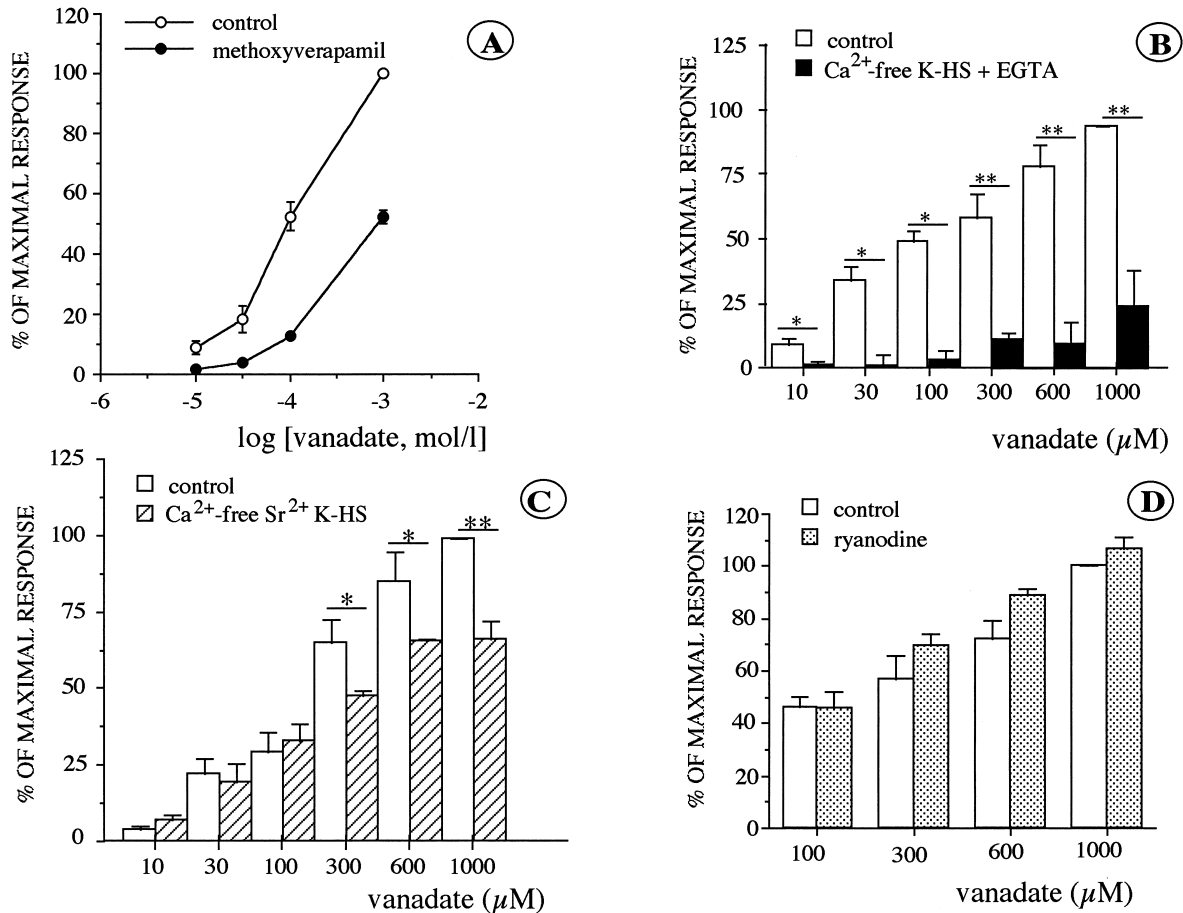 A
control
methoxyverapamil
% OF MAXIMAL RESPONSE
120
100
80
60
40
20
0
-6 -5 -4 -3 -2
log [vanadate, mol/l]
B
control
Ca2+-free K-HS + EGTA
% OF MAXIMAL RESPONSE
125
100
75
50
25
0
* * * ** ** **
10 30 100 300 600 1000
vanadate (µM)
C
control
Ca2+-free Sr2+ K-HS
% OF MAXIMAL RESPONSE
125
100
75
50
25
0
* * **
10 30 100 300 600 1000
vanadate (µM)
D
control
ryanodine
% OF MAXIMAL RESPONSE
120
100
80
60
40
20
0
100 300 600 1000
vanadate (µM)